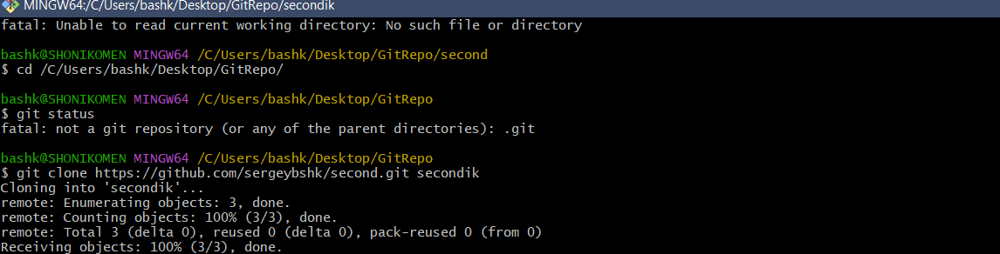 MINGW64:/C/Users/bashk/Desktop/GitRepo/secondik
fatal: Unable to read current working directory: No such file or directory
bashk@SHONIKOMEN MINGW64 /C/Users/bashk/Desktop/GitRepo/second
$ cd /C/Users/bashk/Desktop/GitRepo/
bashk@SHONIKOMEN MINGW64 /C/Users/bashk/Desktop/GitRepo
$ git status
fatal: not a git repository (or any of the parent directories): .git
bashk@SHONIKOMEN MINGW64 /C/Users/bashk/Desktop/GitRepo
$ git clone https://github.com/sergeybshk/second.git secondik
Cloning into 'secondik'...
remote: Enumerating objects: 3, done.
remote: Counting objects: 100% (3/3), done.
remote: Total 3 (delta 0), reused 0 (delta 0), pack-reused 0 (from 0)
Receiving objects: 100% (3/3), done.